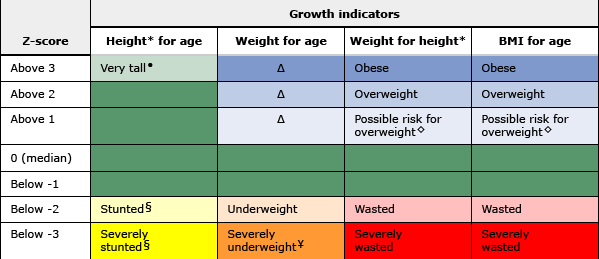 Growth indicators
Z-score Height* for age Weight for age Weight for height* BMI for age
Above 3 Very tall● Δ Obese Obese
Above 2 Δ Overweight Overweight
Above 1 Δ Possible risk for overweight◇ Possible risk for overweight◇
0 (median)
Below -1
Below -2 Stunted§ Underweight Wasted Wasted
Below -3 Severely stunted§ Severely underweight¥ Severely wasted Severely wasted